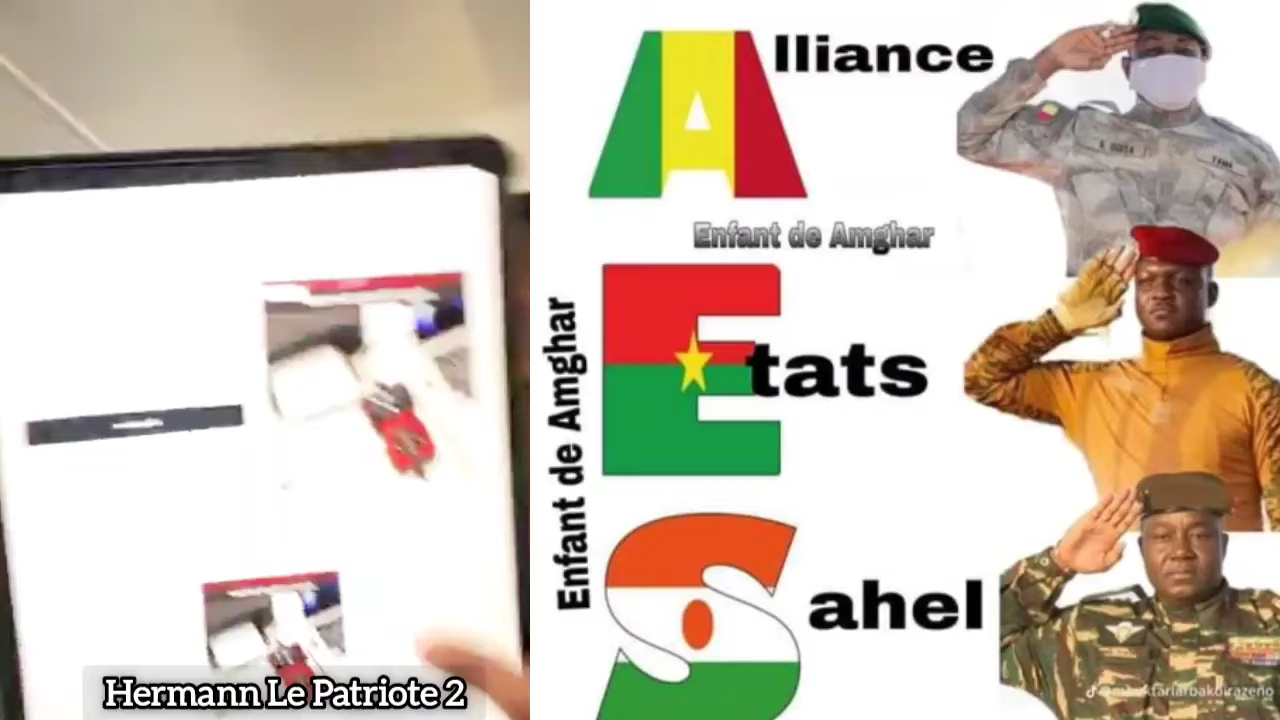 Alliance
Enfant de Amghar
Etats
Enfant de Amghar
Sahel
Hermann Le Patriote 2